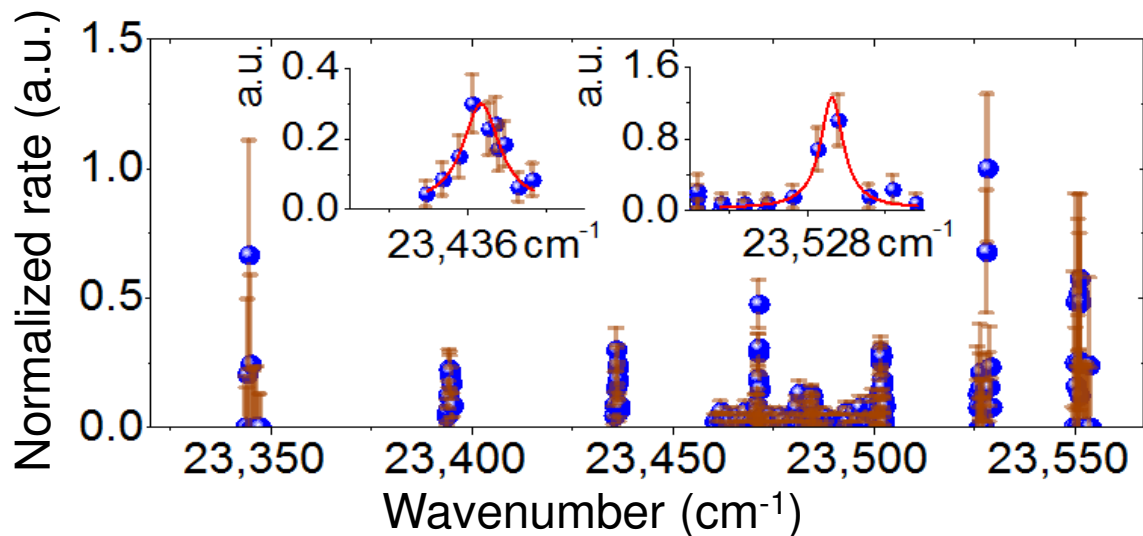 Normalized rate (a.u.)
1.5
1.0
0.5
0.0
a.u.
0.4
0.2
0.0
23,436 cm-1
a.u.
1.6
0.8
0.0
23,528 cm-1
23,350
23,400
23,450
23,500
23,550
Wavenumber (cm-1)